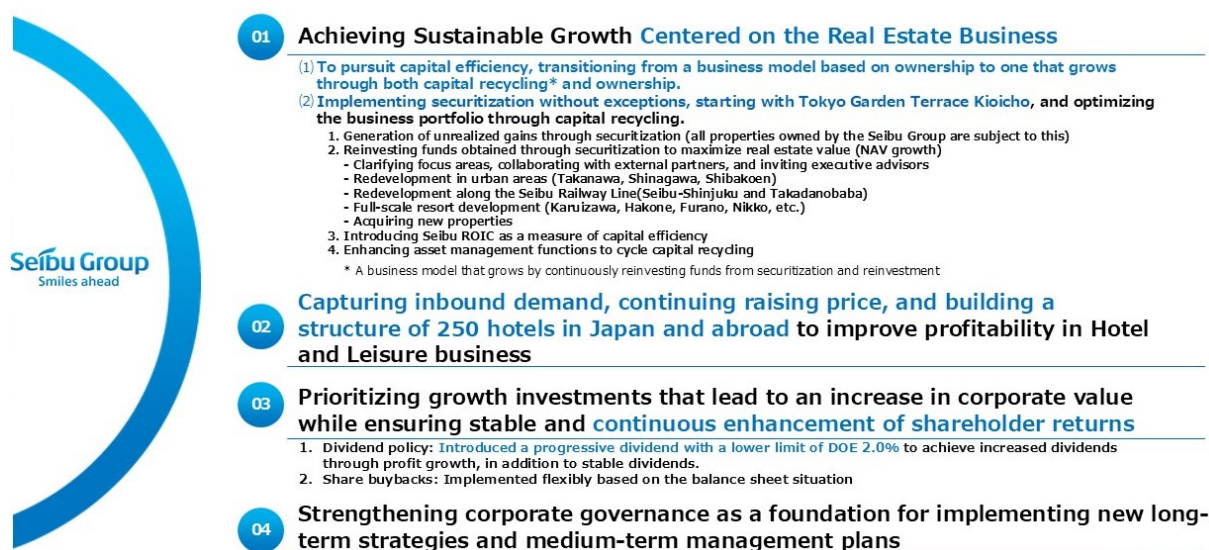 Seibu Group
Smiles ahead
01
Achieving Sustainable Growth Centered on the Real Estate Business
(1) To pursuit capital efficiency, transitioning from a business model based on ownership to one that grows
through both capital recycling* and ownership.
(2) Implementing securitization without exceptions, starting with Tokyo Garden Terrace Kioicho, and optimizing
the business portfolio through capital recycling.
1. Generation of unrealized gains through securitization (all properties owned by the Seibu Group are subject to this)
2. Reinvesting funds obtained through securitization to maximize real estate value (NAV growth)
- Clarifying focus areas, collaborating with external partners, and inviting executive advisors
- Redevelopment in urban areas (Takanawa, Shinagawa, Shibakoen)
- Redevelopment along the Seibu Railway Line(Seibu-Shinjuku and Takadanobaba)
- Full-scale resort development (Karuizawa, Hakone, Furano, Nikko, etc.)
- Acquiring new properties
3. Introducing Seibu ROIC as a measure of capital efficiency
4. Enhancing asset management functions to cycle capital recycling
* A business model that grows by continuously reinvesting funds from securitization and reinvestment
02
Capturing inbound demand, continuing raising price, and building a
structure of 250 hotels in Japan and abroad to improve profitability in Hotel
and Leisure business
03
Prioritizing growth investments that lead to an increase in corporate value
while ensuring stable and continuous enhancement of shareholder returns
1. Dividend policy: Introduced a progressive dividend with a lower limit of DOE 2.0% to achieve increased dividends
through profit growth, in addition to stable dividends.
2. Share buybacks: Implemented flexibly based on the balance sheet situation
04
Strengthening corporate governance as a foundation for implementing new long-
term strategies and medium-term management plans